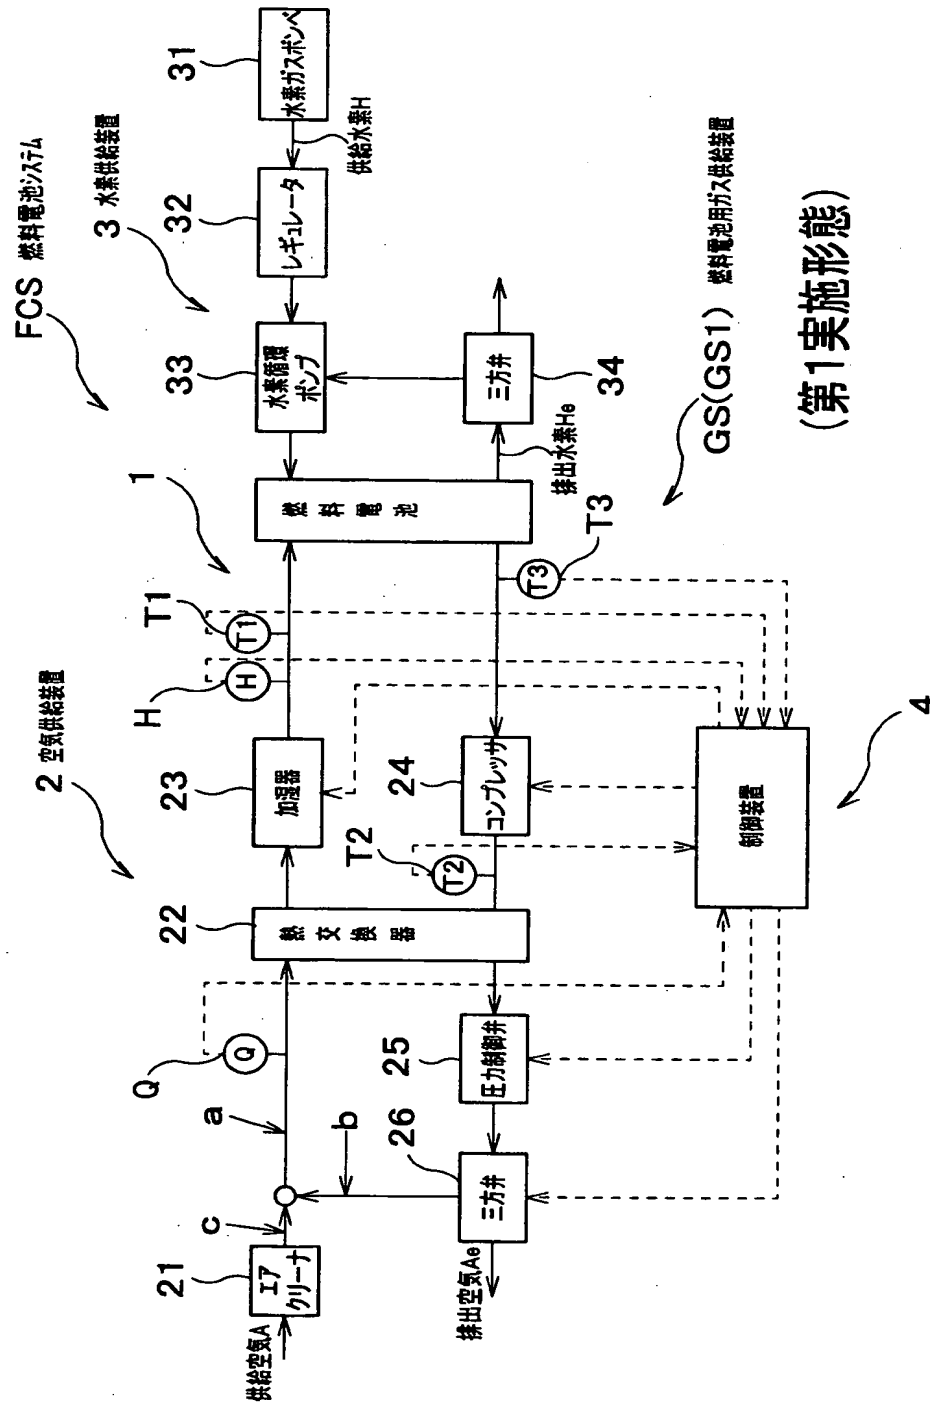 FCS 燃料電池システム
3 水素供給装置
31
水素ガスボンベ
供給水素H
32
レギュレータ
33
水素循環
ポンプ
三方弁
34
排出水素He
1
燃料電池
GS(GS1) 燃料電池用ガス供給装置
(第1実施形態)
2 空気供給装置
T1
T1
H
H
T3
T3
23
加湿器
24
コンプレッサ
T2
T2
22
熱交換器
制御装置
4
Q
Q
25
圧力制御弁
a
b
26
三方弁
c
21
エア
クリーナ
供給空気A
排出空気Ae